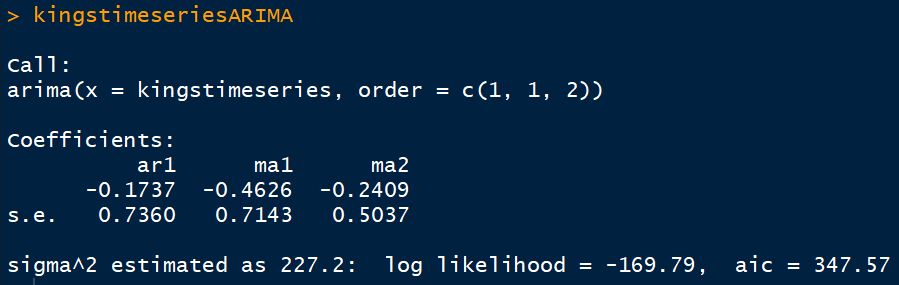 > kingstimeseriesARIMA
Call:
arima(x = kingstimeseries, order = c(1, 1, 2))
Coefficients:
ar1 ma1 ma2
-0.1737 -0.4626 -0.2409
s.e. 0.7360 0.7143 0.5037
sigma^2 estimated as 227.2: log likelihood = -169.79, aic = 347.57